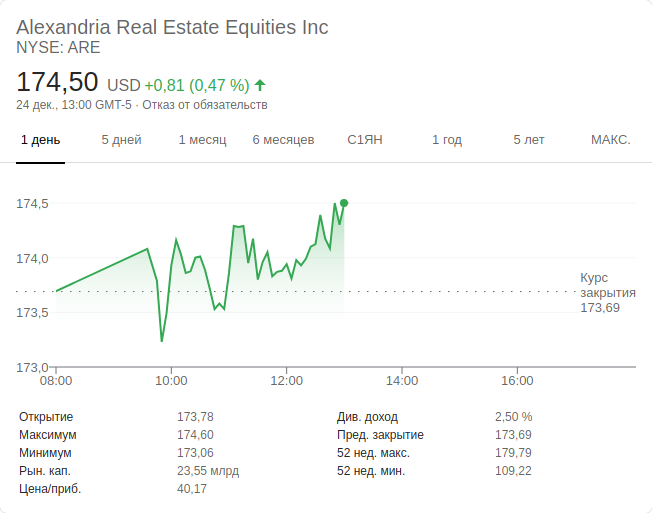 Alexandria Real Estate Equities Inc
NYSE: ARE
174,50 USD +0,81 (0,47 %)
24 дек., 13:00 GMT-5 · Отказ от обязательств
1 день 5 дней 1 месяц 6 месяцев С1ЯН 1 год 5 лет МАКС.
174,5
174,0
173,5
173,0
Курс
закрытия
173,69
08:00 10:00 12:00 14:00 16:00
Открытие 173,78 Див. доход 2,50 %
Максимум 174,60 Пред. закрытие 173,69
Минимум 173,06 52 нед. макс. 179,79
Рын. кап. 23,55 млрд 52 нед. мин. 109,22
Цена/приб. 40,17